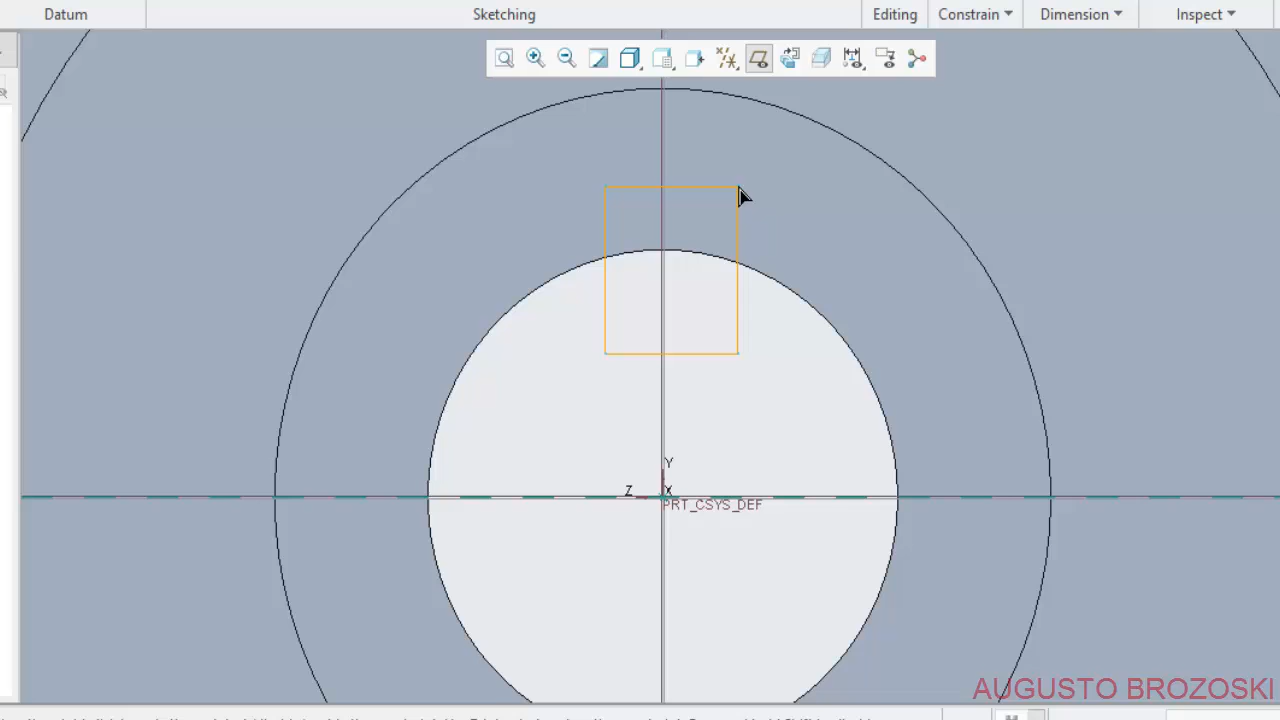 Datum
Sketching
Editing
Constrain
Dimension
Inspect
Y
Z
X
PRT_CSYS_DEF
AUGUSTO BROZOSKI